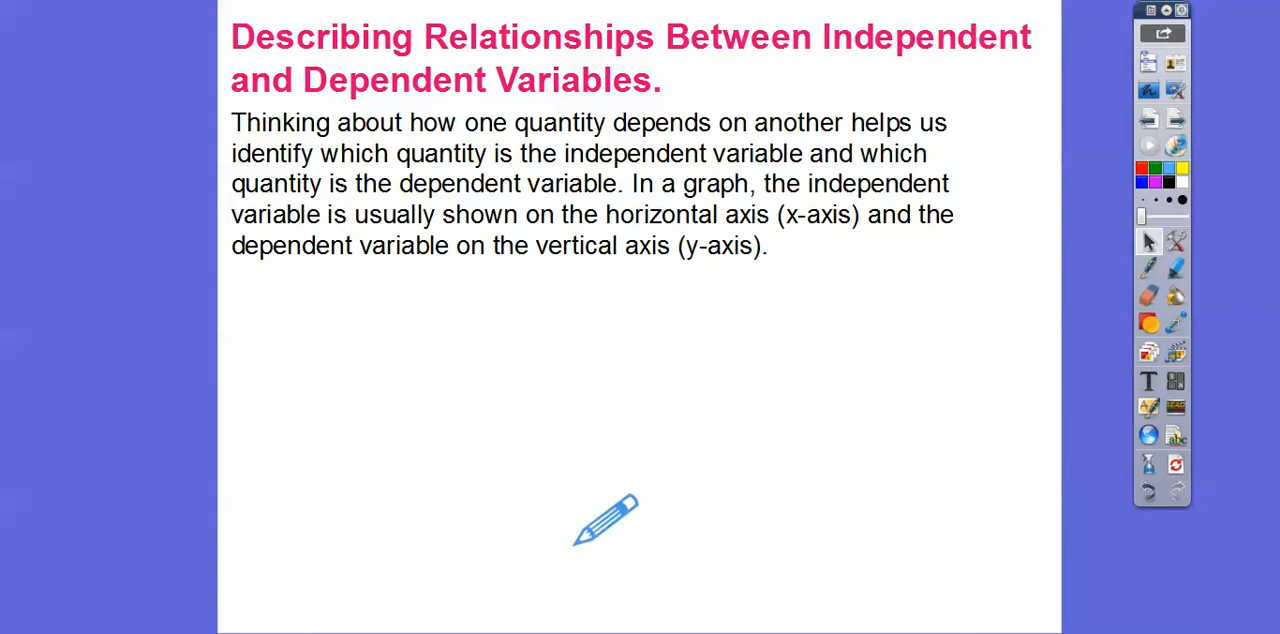 Describing Relationships Between Independent
and Dependent Variables.
Thinking about how one quantity depends on another helps us
identify which quantity is the independent variable and which
quantity is the dependent variable. In a graph, the independent
variable is usually shown on the horizontal axis (x-axis) and the
dependent variable on the vertical axis (y-axis).